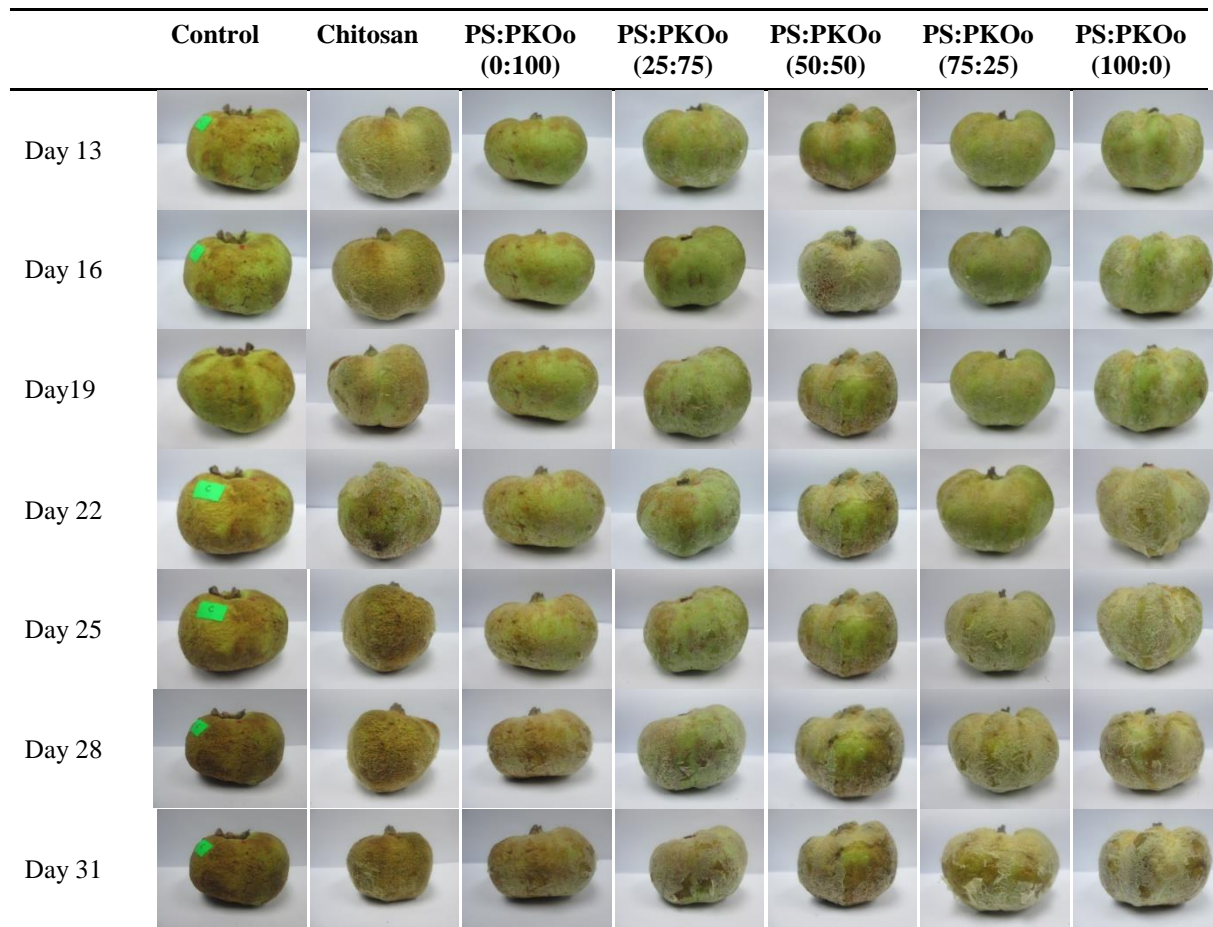 Control Chitosan PS:PKOo PS:PKOo PS:PKOo PS:PKOo PS:PKOo
(0:100) (25:75) (50:50) (75:25) (100:0)
Day 13
Day 16
Day19
Day 22
C
Day 25
C
Day 28
Day 31